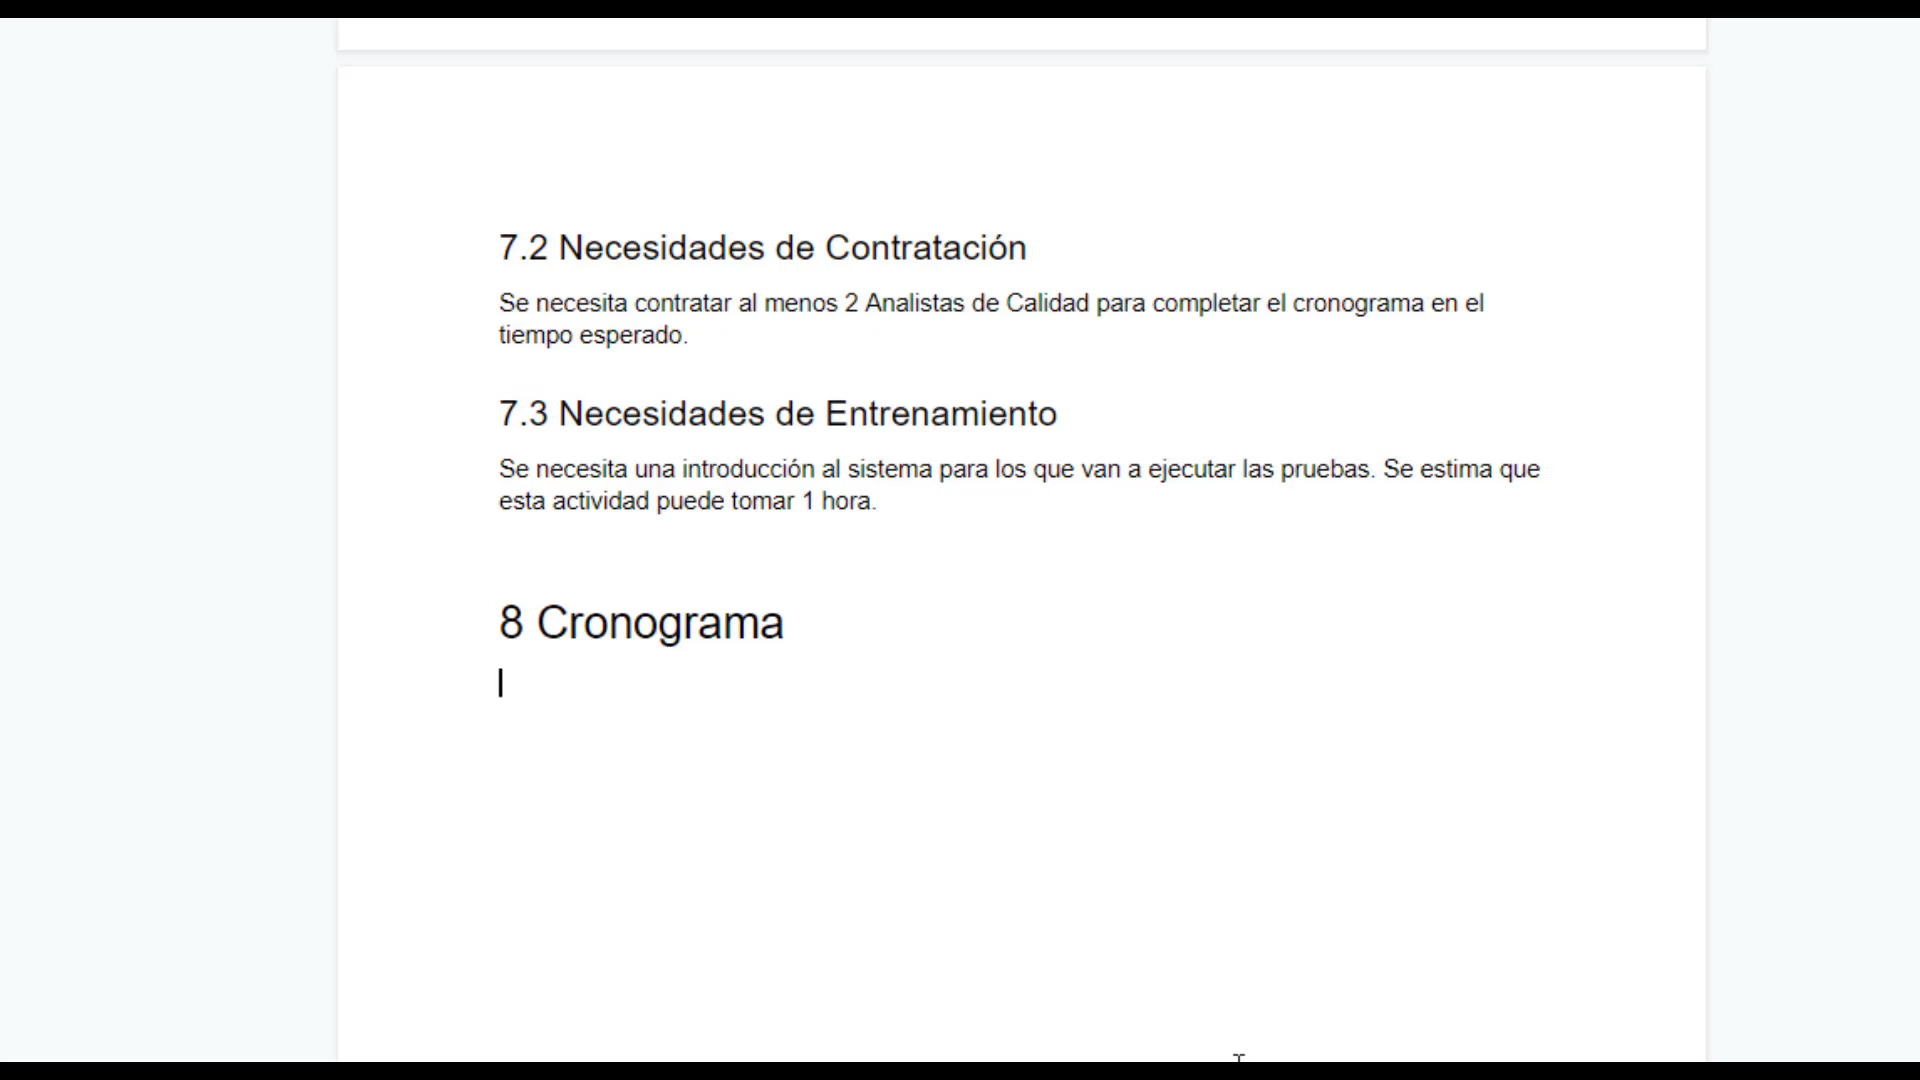 7.2 Necesidades de Contratación
Se necesita contratar al menos 2 Analistas de Calidad para completar el cronograma en el
tiempo esperado.
7.3 Necesidades de Entrenamiento
Se necesita una introducción al sistema para los que van a ejecutar las pruebas. Se estima que
esta actividad puede tomar 1 hora.
8 Cronograma